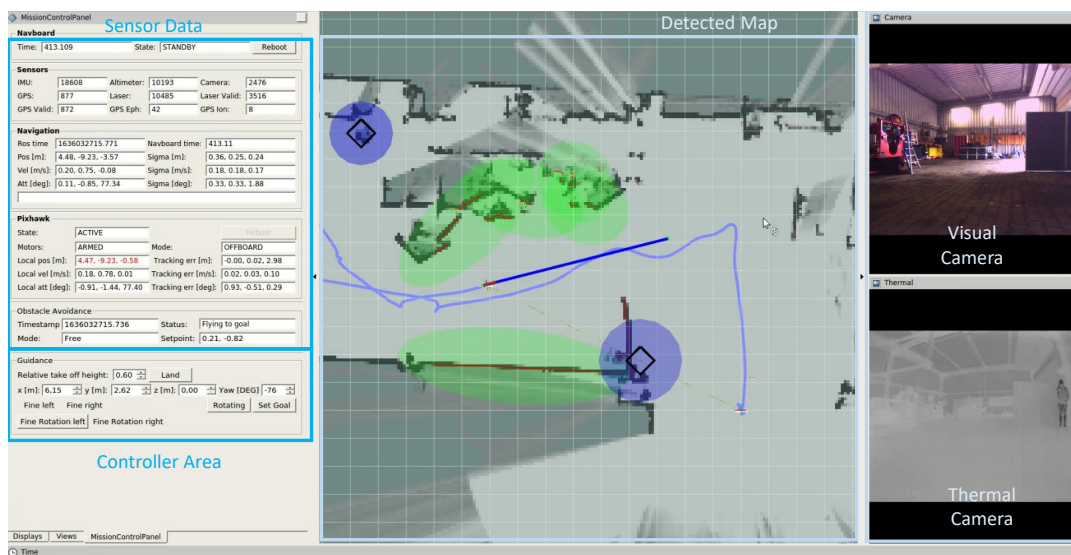 MissionControlPanel
Sensor Data
Navboard
Time: 413.109 State: STANDBY Reboot
Sensors
IMU: 18608 Altimeter: 10193 Camera: 2476
GPS: 877 Laser: 10485 Laser Valid: 3516
GPS Valid: 872 GPS Eph: 42 GPS Ion: 8
Navigation
Ros time 1636032715.771 Navboard time: 413.11
Pos [m]: 4.48, -9.23, -3.57 Sigma [m]: 0.36, 0.25, 0.24
Vel [m/s]: 0.20, 0.75, -0.08 Sigma [m/s]: 0.18, 0.18, 0.17
Att [deg]: 0.11, -0.85, 77.34 Sigma [deg]: 0.33, 0.33, 1.88
Pixhawk
State: ACTIVE Reboot
Motors: ARMED Mode: OFFBOARD
Local pos [m]: 4.47, -9.23, -0.58 Tracking err [m]: -0.00, 0.02, 2.98
Local vel [m/s]: 0.18, 0.78, 0.01 Tracking err [m/s]: 0.02, 0.03, 0.10
Local att [deg]: -0.91, -1.44, 77.40 Tracking err [deg]: 0.93, -0.51, 0.29
Obstacle Avoidance
Timestamp 1636032715.736 Status: Flying to goal
Mode: Free Setpoint: 0.21, -0.82
Guidance
Relative take off height: 0.60 Land
x [m]: 6.15 y [m]: 2,62 z [m]: 0.00 Yaw [DEG] -76
Fine left Fine right Rotating Set Goal
Fine Rotation left Fine Rotation right
Controller Area
Displays Views MissionControlPanel
Time
Detected Map
Camera
Visual
Camera
Thermal
Thermal
Camera